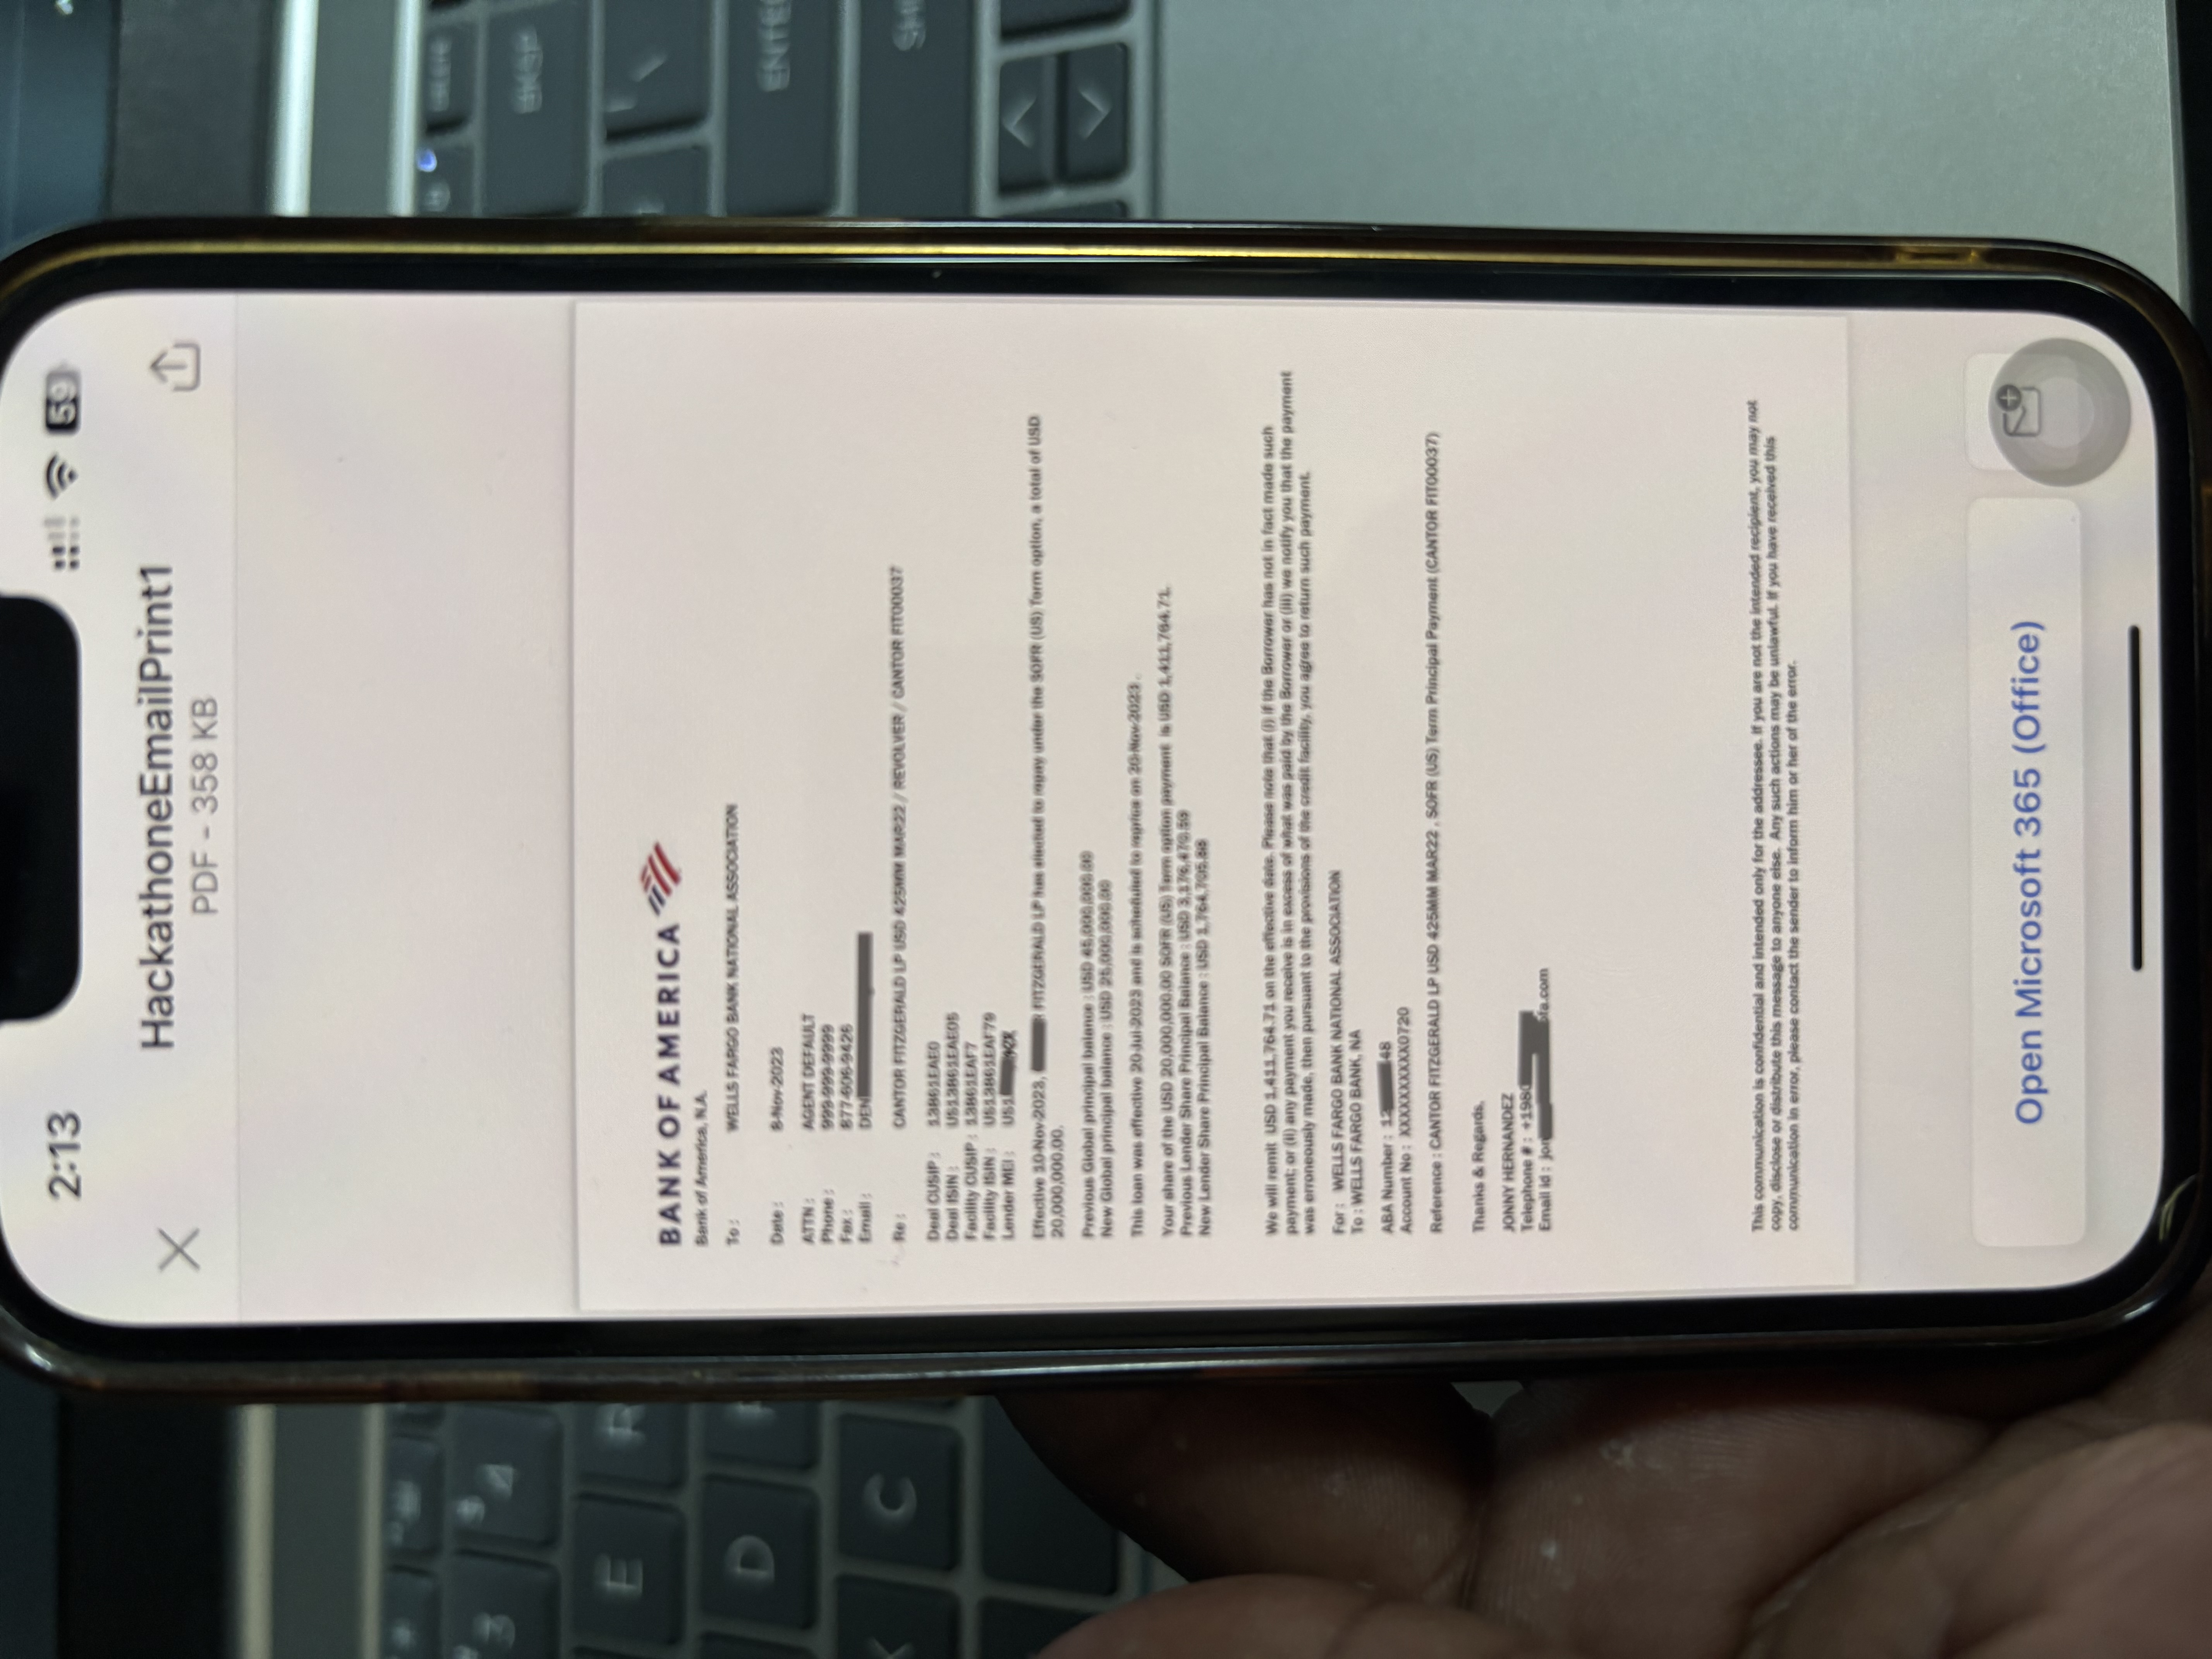 2:13
59
HackathoneEmailPrint1
PDF - 358 KB
BANK OF AMERICA
Bank of America, N.A.
To : WELLS FARGO BANK NATIONAL ASSOCIATION
Date : 8-Nov-2023
ATTN : AGENT DEFAULT
Phone : 999-999-9999
Fax : 877-606-9426
Email : DEN
Re : CANTOR FITZGERALD LP USD 425MM MAR22 / REVOLVER / CANTOR FIT00037
Deal CUSIP : 13861EAE0
Deal ISIN : US13861EAE05
Facility CUSIP : 13861EAF7
Facility ISIN : US13861EAF79
Lender MEI : US1
Effective 10-Nov-2023, R FITZGERALD LP has elected to repay under the SOFR (US) Term option, a total of USD
20,000,000.00.
Previous Global principal balance : USD 45,000,000.00
New Global principal balance : USD 25,000,000.00
This loan was effective 20-Jul-2023 and is scheduled to reprice on 20-Nov-2023 .
Your share of the USD 20,000,000.00 SOFR (US) Term option payment is USD 1,411,764.71.
Previous Lender Share Principal Balance : USD 3,176,470.59
New Lender Share Principal Balance : USD 1,764,705.88
We will remit USD 1,411,764.71 on the effective date. Please note that (i) if the Borrower has not in fact made such
payment; or (ii) any payment you receive is in excess of what was paid by the Borrower or (iii) we notify you that the payment
was erroneously made, then pursuant to the provisions of the credit facility, you agree to return such payment.
For : WELLS FARGO BANK NATIONAL ASSOCIATION
To : WELLS FARGO BANK, NA
ABA Number : 12 48
Account No : XXXXXXXXXX0720
Reference : CANTOR FITZGERALD LP USD 425MM MAR22 , SOFR (US) Term Principal Payment (CANTOR FIT00037)
Thanks & Regards,
JONNY HERNANDEZ
Telephone # : +1980
Email id : jon ofa.com
This communication is confidential and intended only for the addressee. If you are not the intended recipient, you may not
copy, disclose or distribute this message to anyone else. Any such actions may be unlawful. If you have received this
communication in error, please contact the sender to inform him or her of the error.
Open Microsoft 365 (Office)
3
$
4
E
R
D
C
BKSP
ENTE